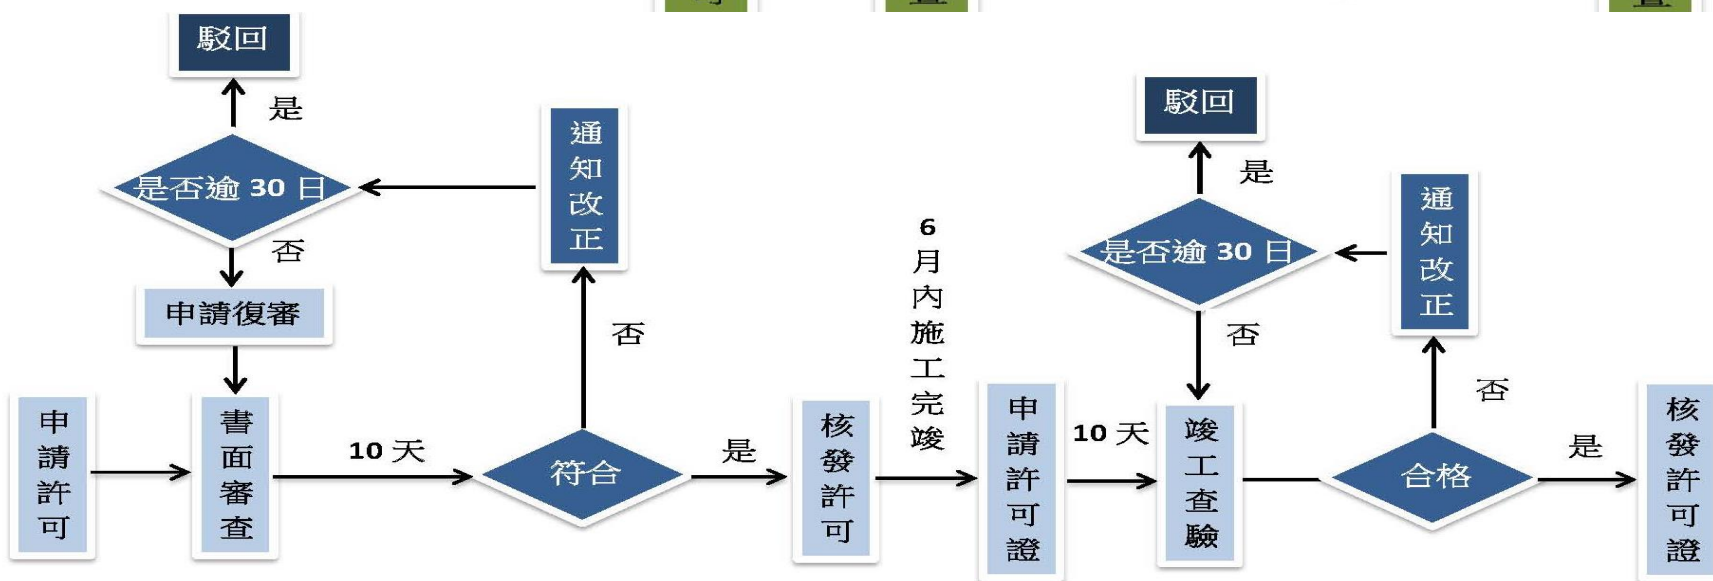 駁回
是
是否逾 30 日
否
申請復審
申請許可
書面審查
10 天
符合
否
通知改正
是
核發許可
6月內施工完竣
申請許可證
10 天
竣工查驗
駁回
是
是否逾 30 日
否
通知改正
否
合格
是
核發許可證